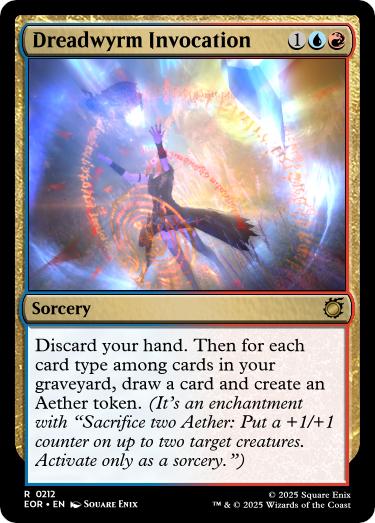 Dreadwyrm Invocation 1
Sorcery
Discard your hand. Then for each
card type among cards in your
graveyard, draw a card and create an
Aether token. (It's an enchantment
with “Sacrifice two Aether: Put a +1/+1
counter on up to two target creatures.
Activate only as a sorcery.”)
R 0212
EOR • EN SQUARE ENIX
© 2025 Square Enix
™ & © 2025 Wizards of the Coast